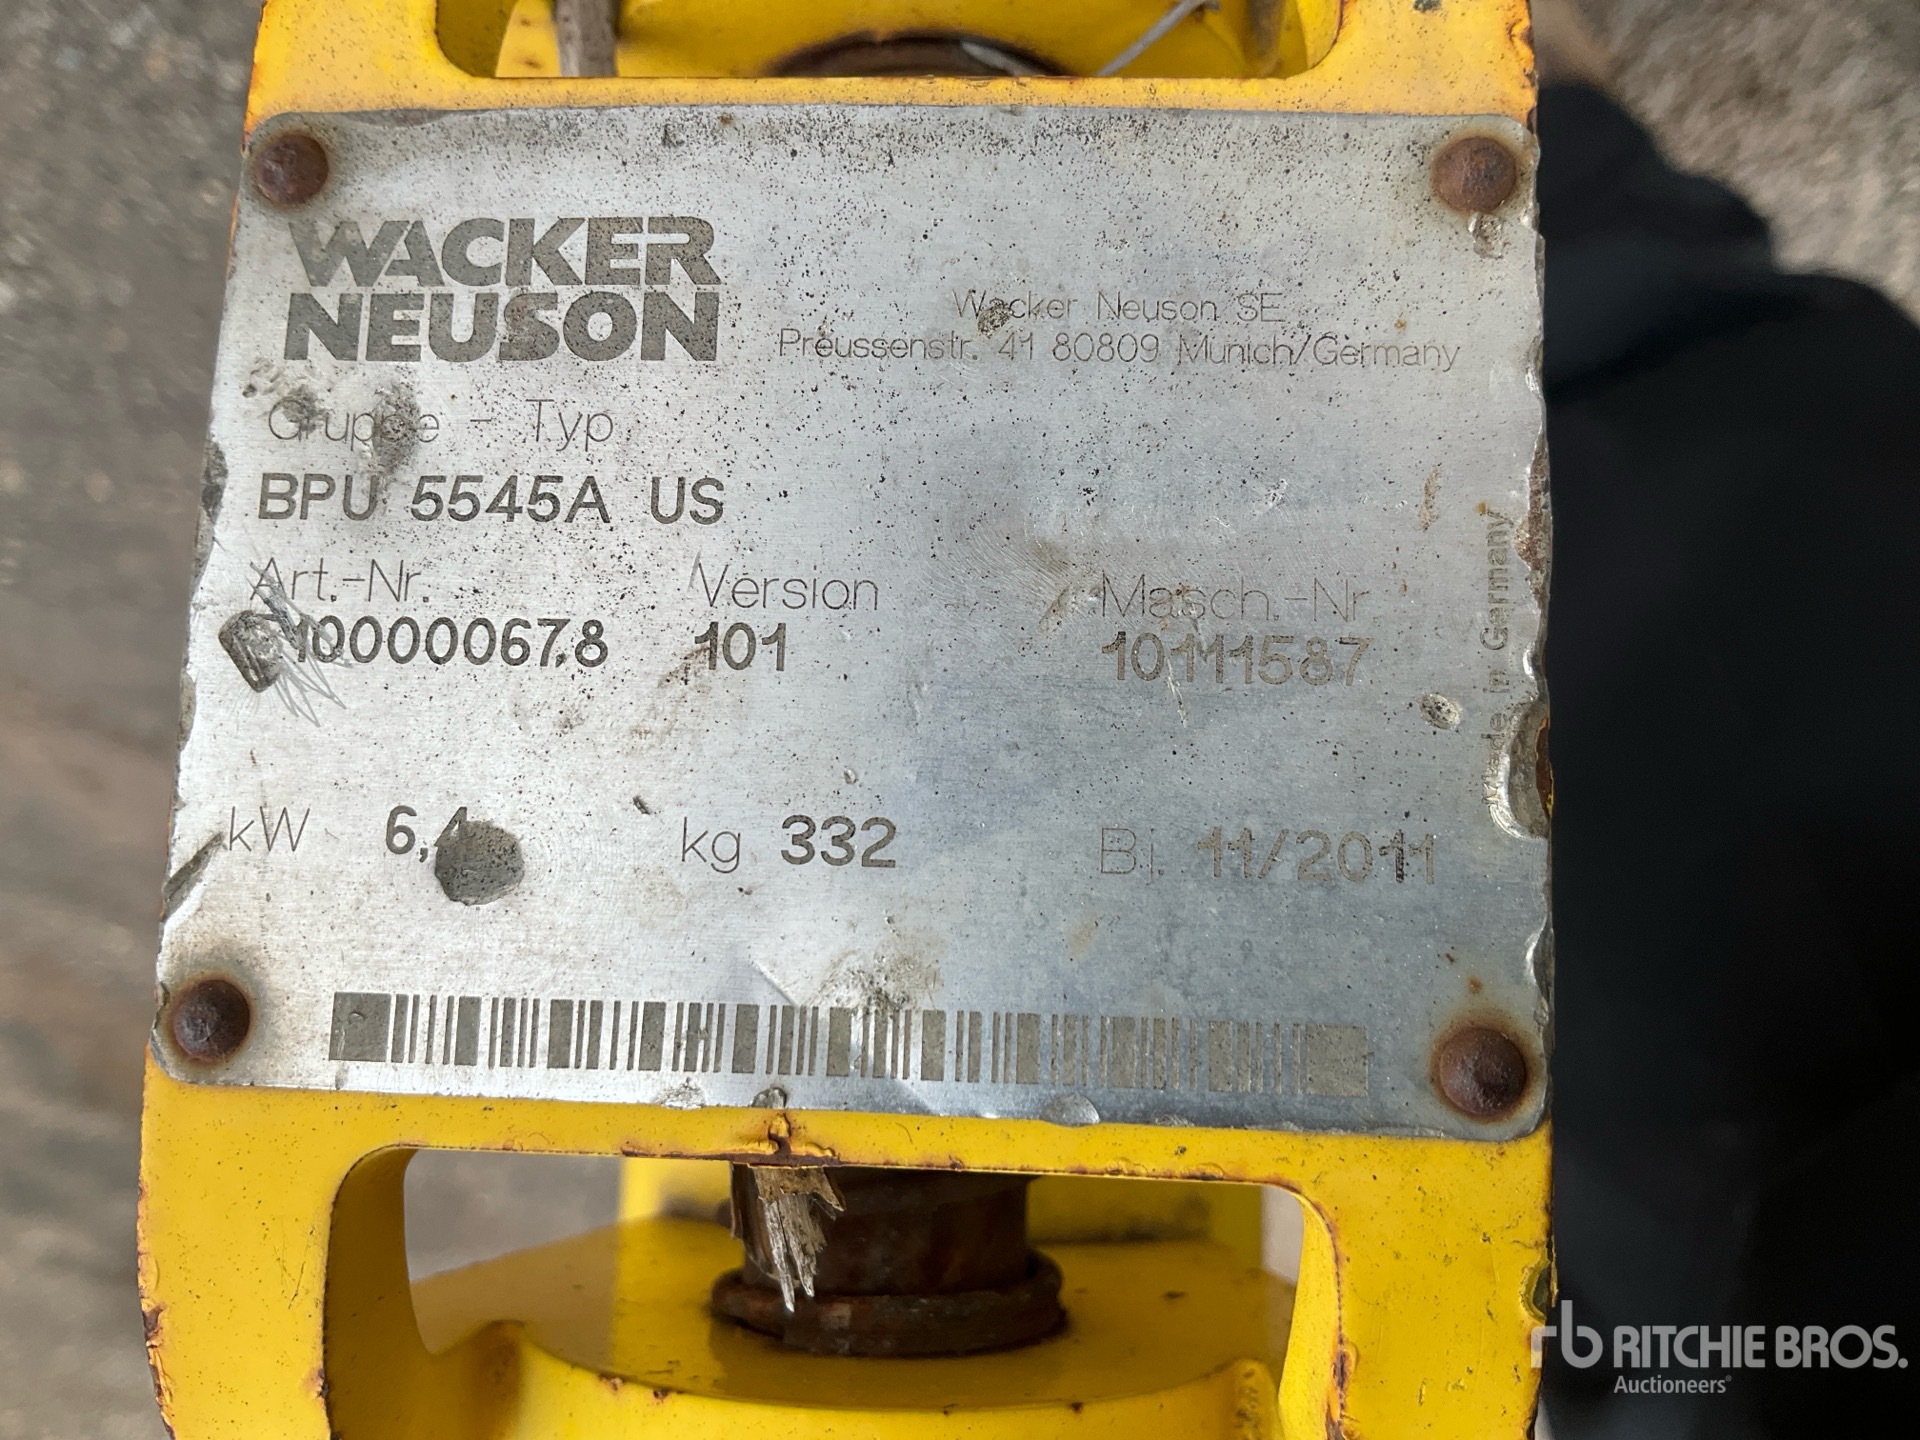 WACKER
NEUSON
Wacker Neuson SE
Preussenstr. 41 80809 Munich/Germany
Gruppe - Typ
BPU 5545A US
Art.-Nr. Version Masch.-Nr.
101 10111587
kW kg 332 Bj. 11/2011
Made in Germany
rb RITCHIE BROS.
Auctioneers